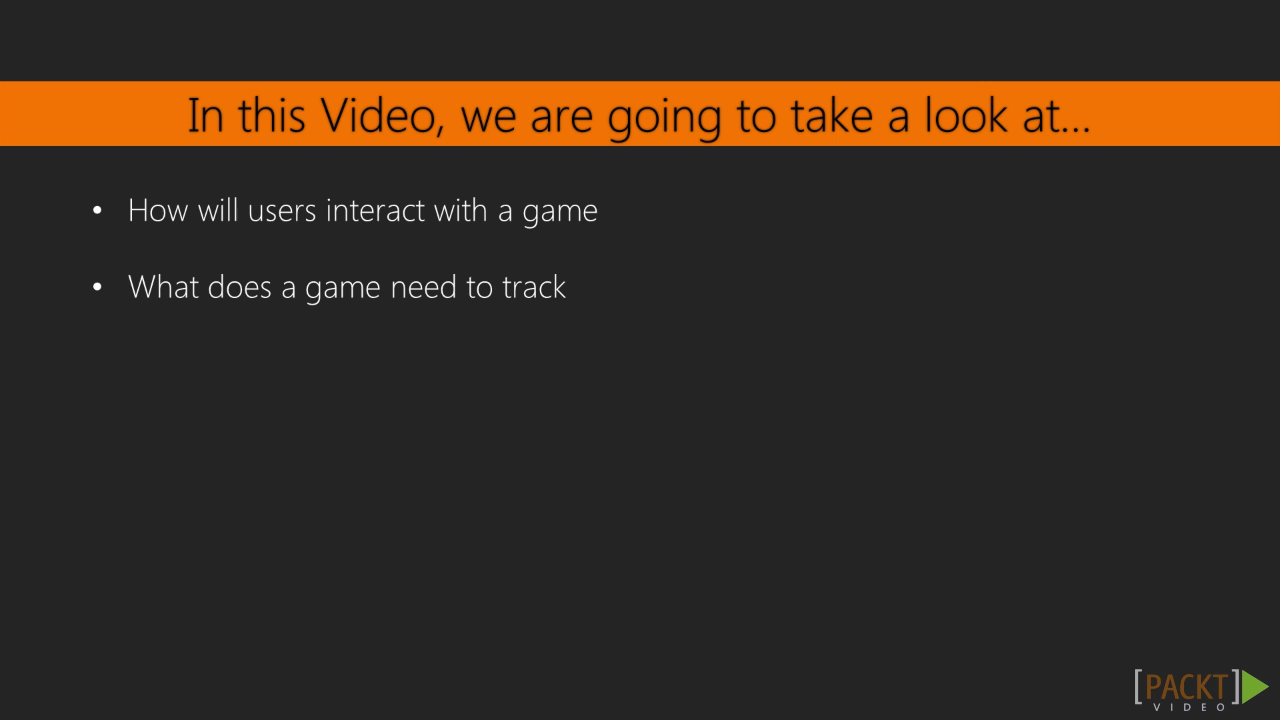 In this Video, we are going to take a look at...
• How will users interact with a game
• What does a game need to track
[PACKT]
VIDEO